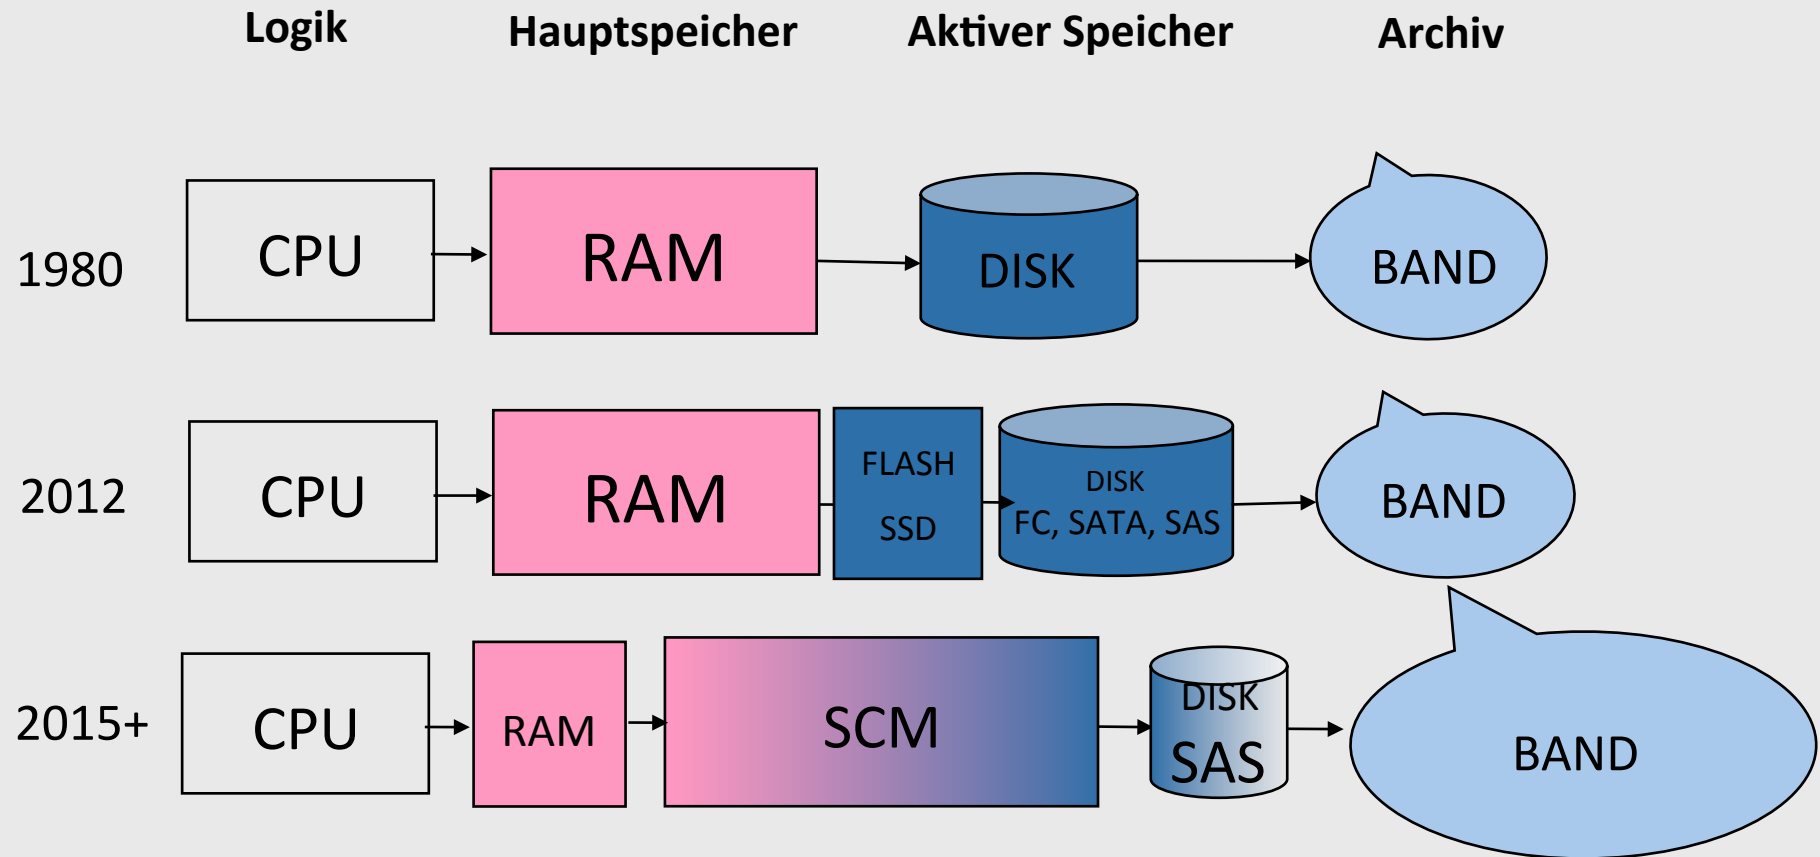 Logik
Hauptspeicher
Aktiver Speicher
Archiv
1980
CPU
RAM
DISK
BAND
2012
CPU
RAM
FLASH
SSD
DISK
FC, SATA, SAS
BAND
2015+
CPU
RAM
SCM
DISK
SAS
BAND